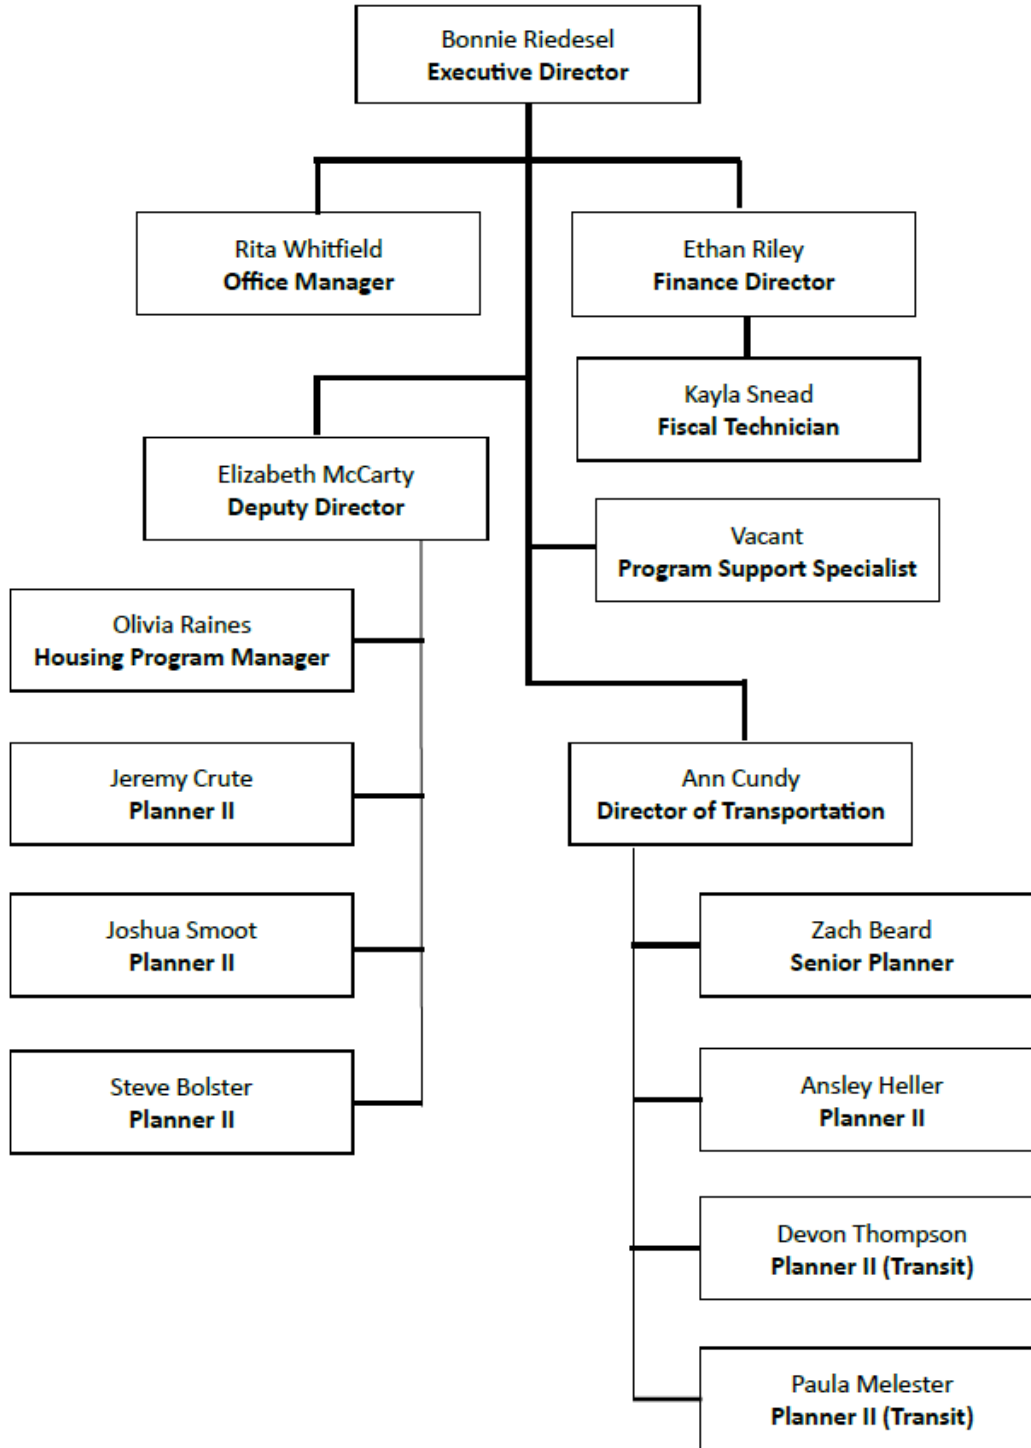 Bonnie Riedesel
Executive Director
Rita Whitfield
Office Manager
Ethan Riley
Finance Director
Kayla Snead
Fiscal Technician
Elizabeth McCarty
Deputy Director
Vacant
Program Support Specialist
Olivia Raines
Housing Program Manager
Jeremy Crute
Planner II
Joshua Smoot
Planner II
Steve Bolster
Planner II
Ann Cundy
Director of Transportation
Zach Beard
Senior Planner
Ansley Heller
Planner II
Devon Thompson
Planner II (Transit)
Paula Melester
Planner II (Transit)